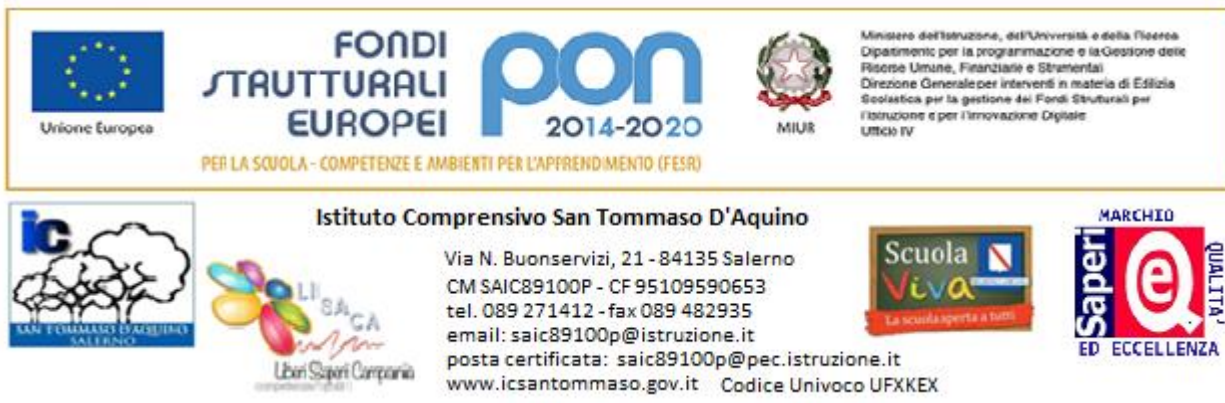 Unione Europea
FONDI
STRUTTURALI
EUROPEI
pon
2014-2020
PER LA SCUOLA - COMPETENZE E AMBIENTI PER L'APPRENDIMENTO (FESR)
MIUR
Ministero dell'Istruzione, dell'Università e della Ricerca
Dipartimento per la programmazione e la Gestione delle
Risorse Umane, Finanziarie e Strumentali
Direzione Generale per interventi in materia di Edilizia
Scolastica per la gestione dei Fondi Strutturali per
l'Istruzione e per l'Innovazione Digitale
Ufficio IV
ic
SAN TOMMASO D'AQUINO
SALERNO
LI SA CA
Liberi Saperi Campania
Istituto Comprensivo San Tommaso D'Aquino
Via N. Buonservizi, 21 - 84135 Salerno
CM SAIC89100P - CF 95109590653
tel. 089 271412 - fax 089 482935
email: saic89100p@istruzione.it
posta certificata: saic89100p@pec.istruzione.it
www.icsantommaso.gov.it Codice Univoco UFXKEX
Scuola
Viva
La scuola aperta a tutti
MARCHIO
Saperi
e
QUALITA'
ED ECCELLENZA